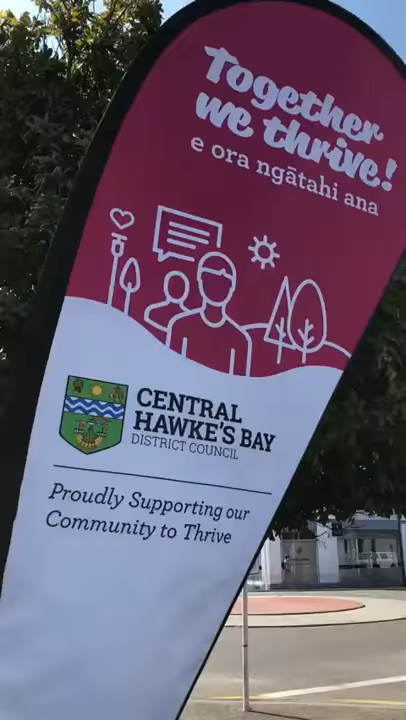 Together
we thrive!
e ora ngātahi ana
CENTRAL
HAWKE'S BAY
DISTRICT COUNCIL
Proudly Supporting our
Community to Thrive